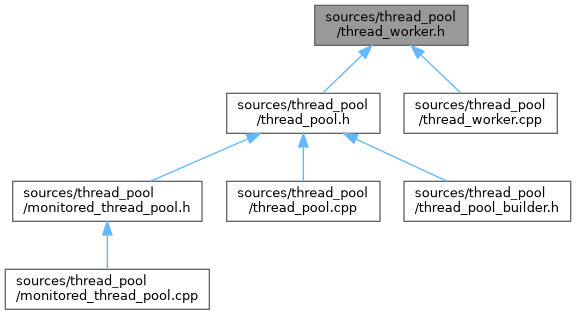 sources/thread_pool
/thread_worker.h
sources/thread_pool
/thread_pool.h
sources/thread_pool
/thread_worker.cpp
sources/thread_pool
/monitored_thread_pool.h
sources/thread_pool
/thread_pool.cpp
sources/thread_pool
/thread_pool_builder.h
sources/thread_pool
/monitored_thread_pool.cpp